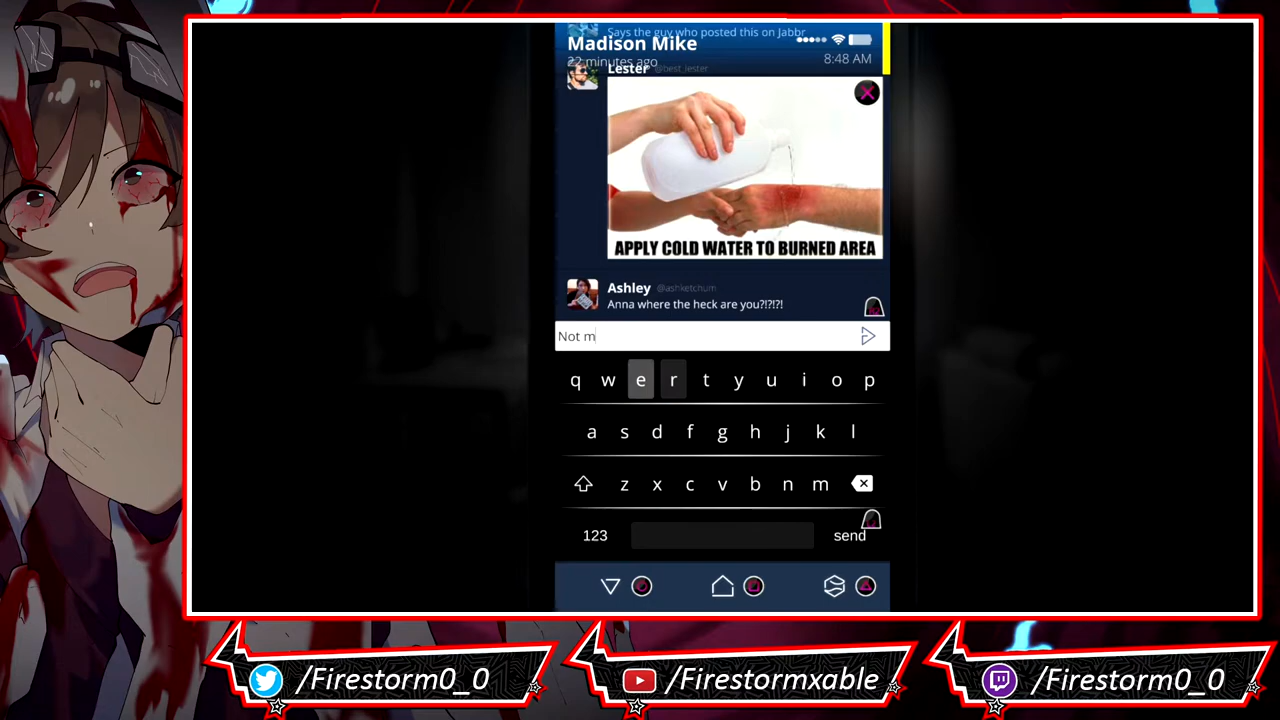 Says the guy who posted this on Jabbr
Madison Mike
22 minutes ago
8:48 AM
Lester @best_lester
APPLY COLD WATER TO BURNED AREA
Ashley @ashketchum
Anna where the heck are you?!?!?!
Not m
q w e r t y u i o p
a s d f g h j k l
z x c v b n m
123 send
/Firestorm0_0 /Firestormxable /Firestorm0_0